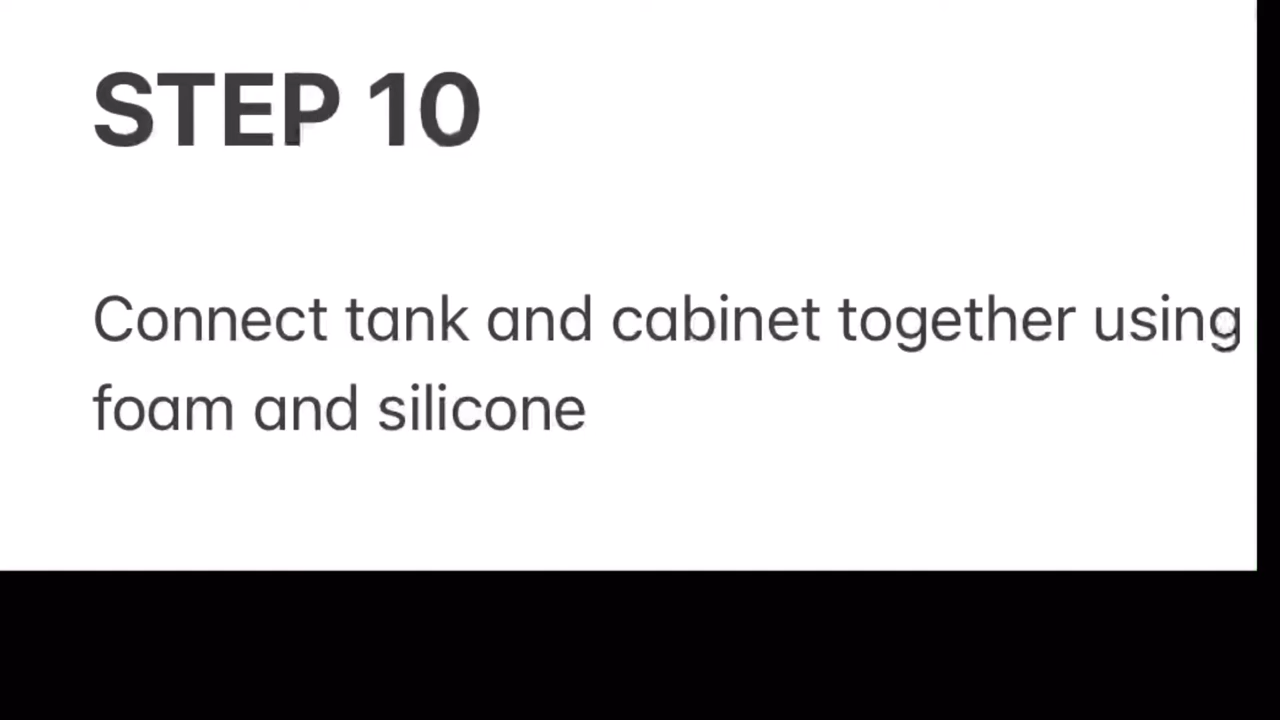 STEP 10
Connect tank and cabinet together using
foam and silicone